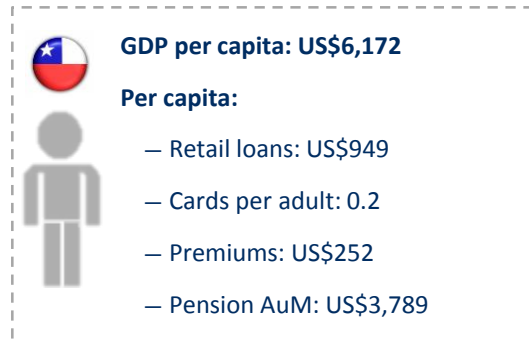 GDP per capita: US$6,172
Per capita:
— Retail loans: US$949
— Cards per adult: 0.2
— Premiums: US$252
— Pension AuM: US$3,789